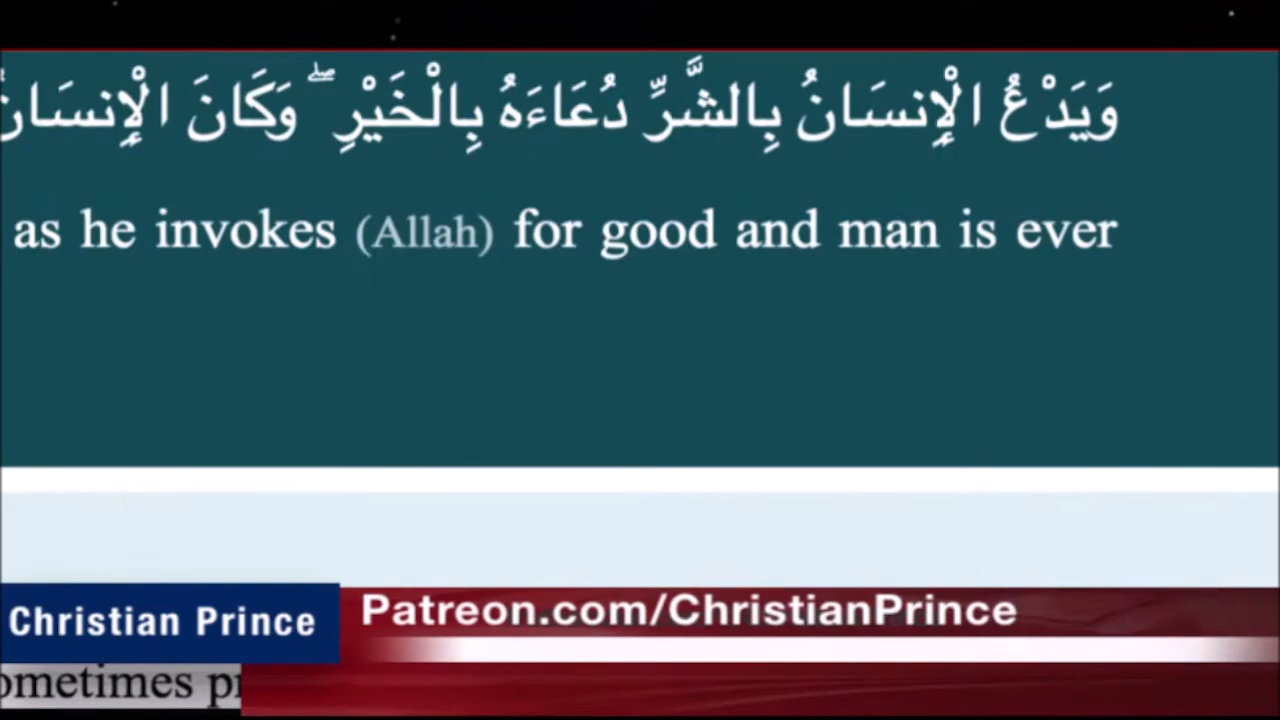 وَيَدْعُ الْإِنسَانُ بِالشَّرِّ دُعَاءَهُ بِالْخَيْرِ ۖ وَكَانَ الْإِنسَانُ
as he invokes (Allah) for good and man is ever
Christian Prince
Patreon.com/ChristianPrince
ometimes pr